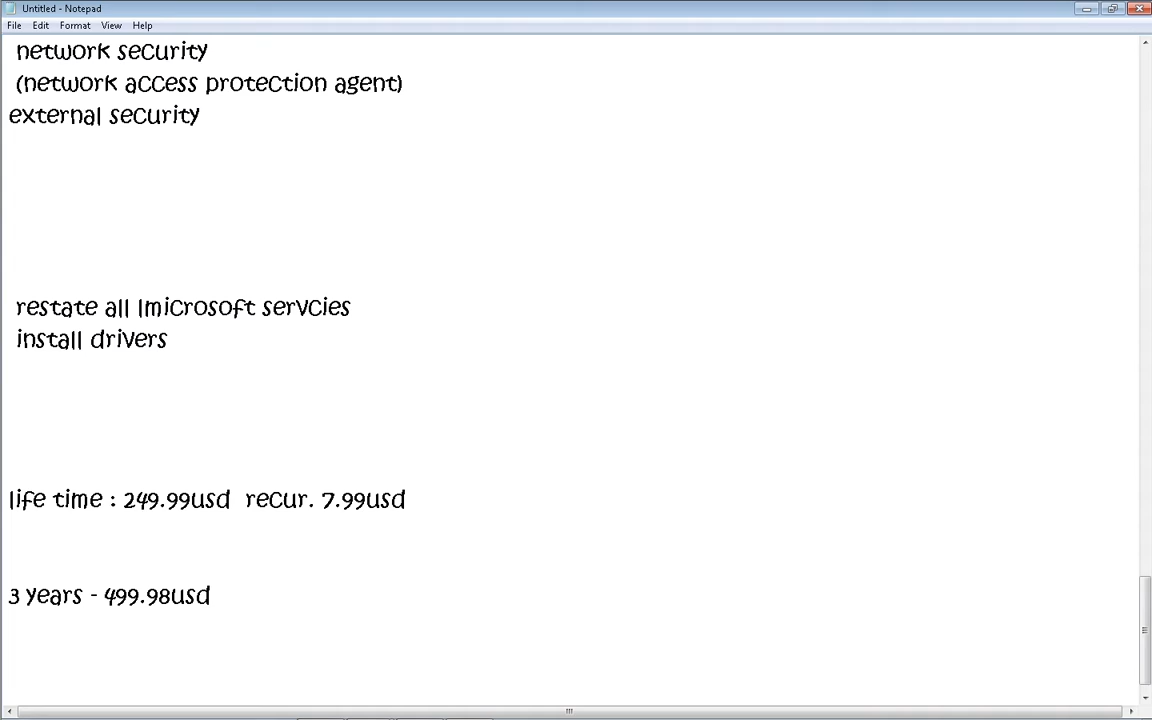 Untitled - Notepad
File Edit Format View Help
network security
(network access protection agent)
external security
restate all lmicrosoft servcies
install drivers
life time : 249.99usd  recur. 7.99usd
3 years - 499.98usd